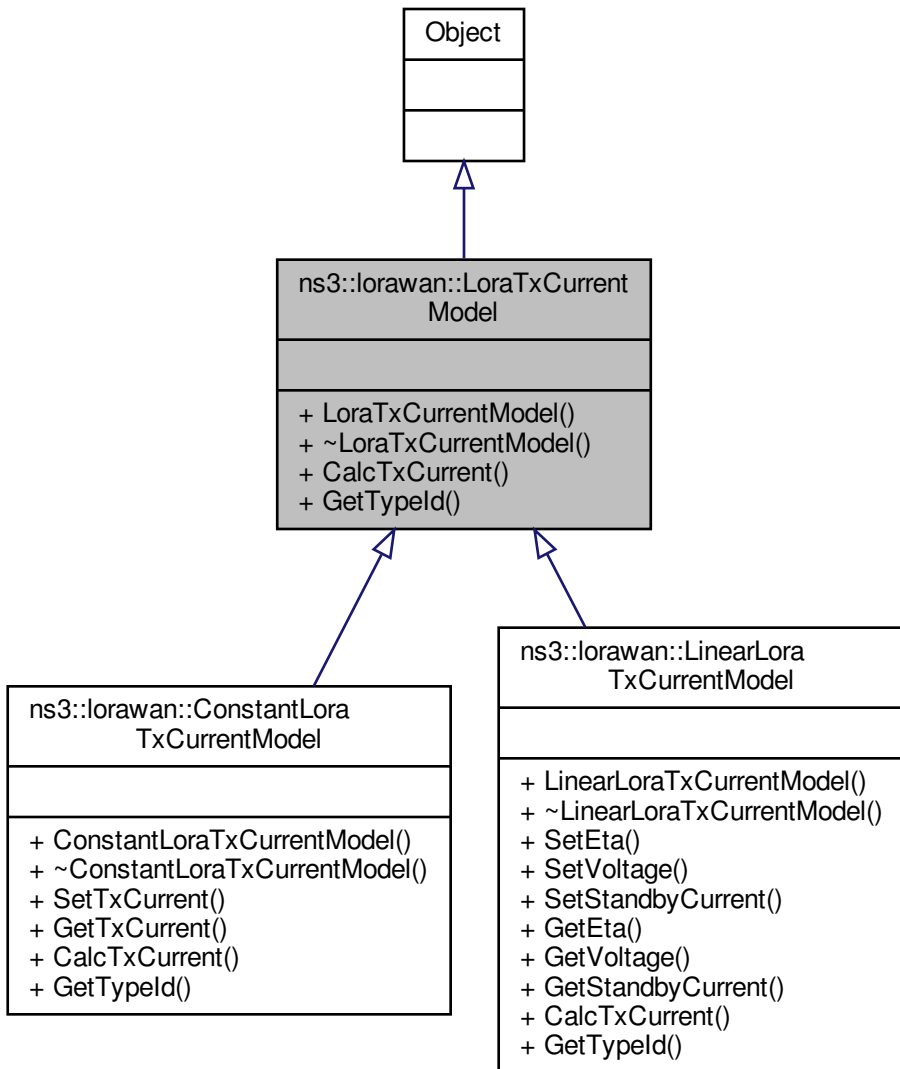 Object
ns3::lorawan::LoraTxCurrent
Model
+ LoraTxCurrentModel()
+ ~LoraTxCurrentModel()
+ CalcTxCurrent()
+ GetTypeId()
ns3::lorawan::ConstantLora
TxCurrentModel
+ ConstantLoraTxCurrentModel()
+ ~ConstantLoraTxCurrentModel()
+ SetTxCurrent()
+ GetTxCurrent()
+ CalcTxCurrent()
+ GetTypeId()
ns3::lorawan::LinearLora
TxCurrentModel
+ LinearLoraTxCurrentModel()
+ ~LinearLoraTxCurrentModel()
+ SetEta()
+ SetVoltage()
+ SetStandbyCurrent()
+ GetEta()
+ GetVoltage()
+ GetStandbyCurrent()
+ CalcTxCurrent()
+ GetTypeId()